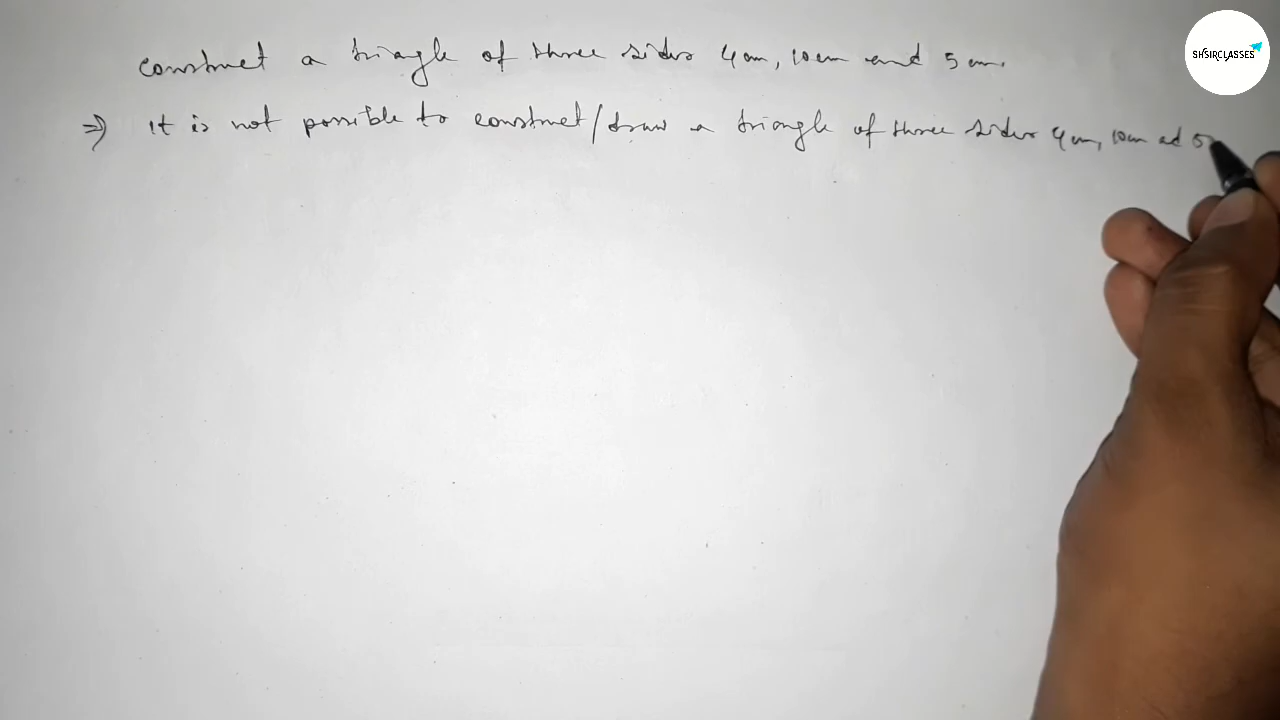 SHSIRCLASSES
construct a triangle of three sides 4cm, 10cm and 5cm.
=> it is not possible to construct/draw a triangle of three sides 4cm, 10cm ad 5